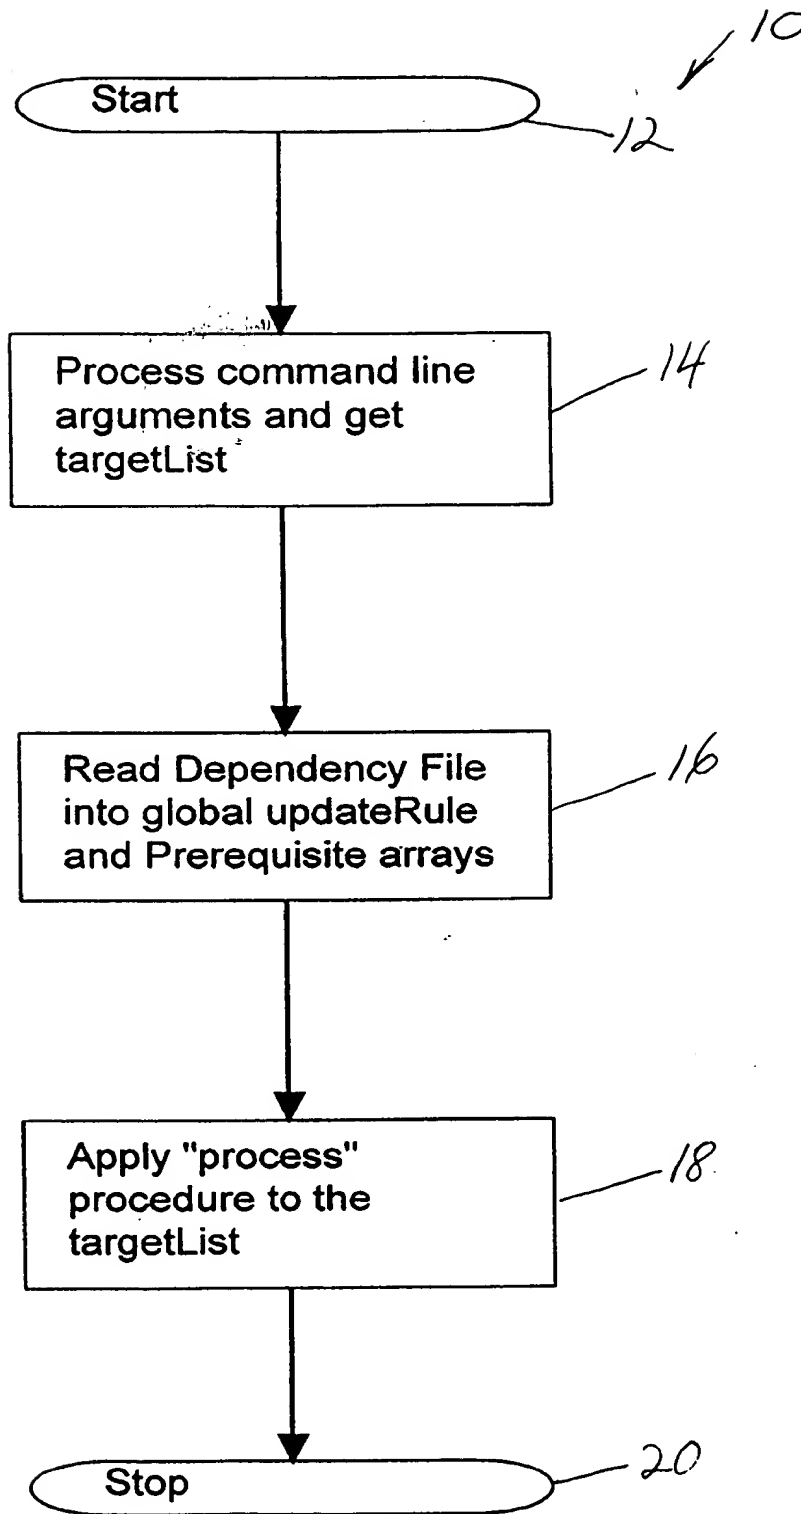 10
Start
12
Process command line
arguments and get
targetList
14
Read Dependency File
into global updateRule
and Prerequisite arrays
16
Apply "process"
procedure to the
targetList
18
Stop
20